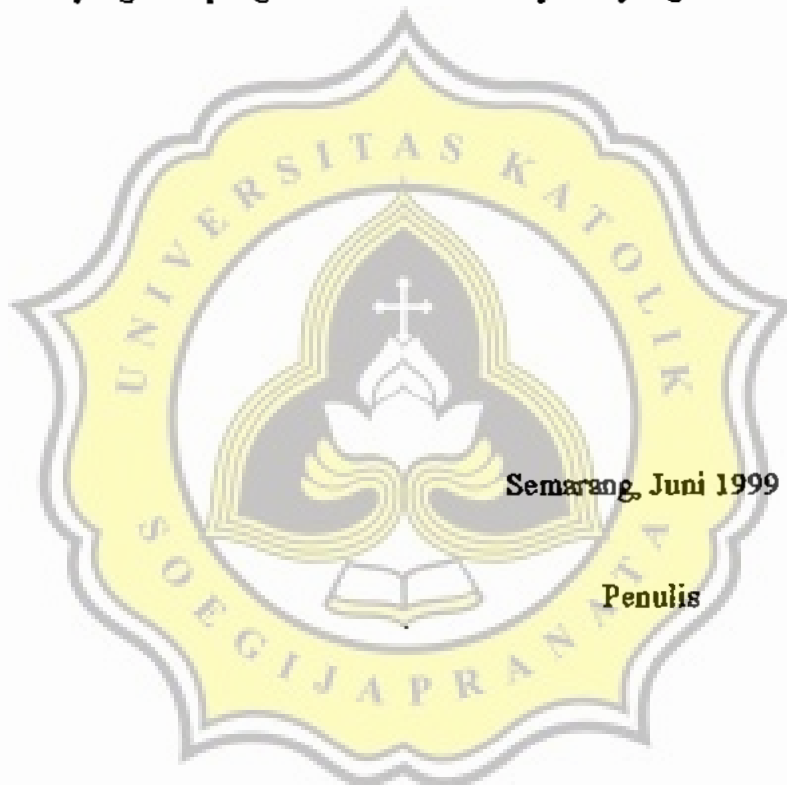 UNIVERSITAS KATOLIK
Semarang, Juni 1999
Penulis
SOEGIJAPRANATA